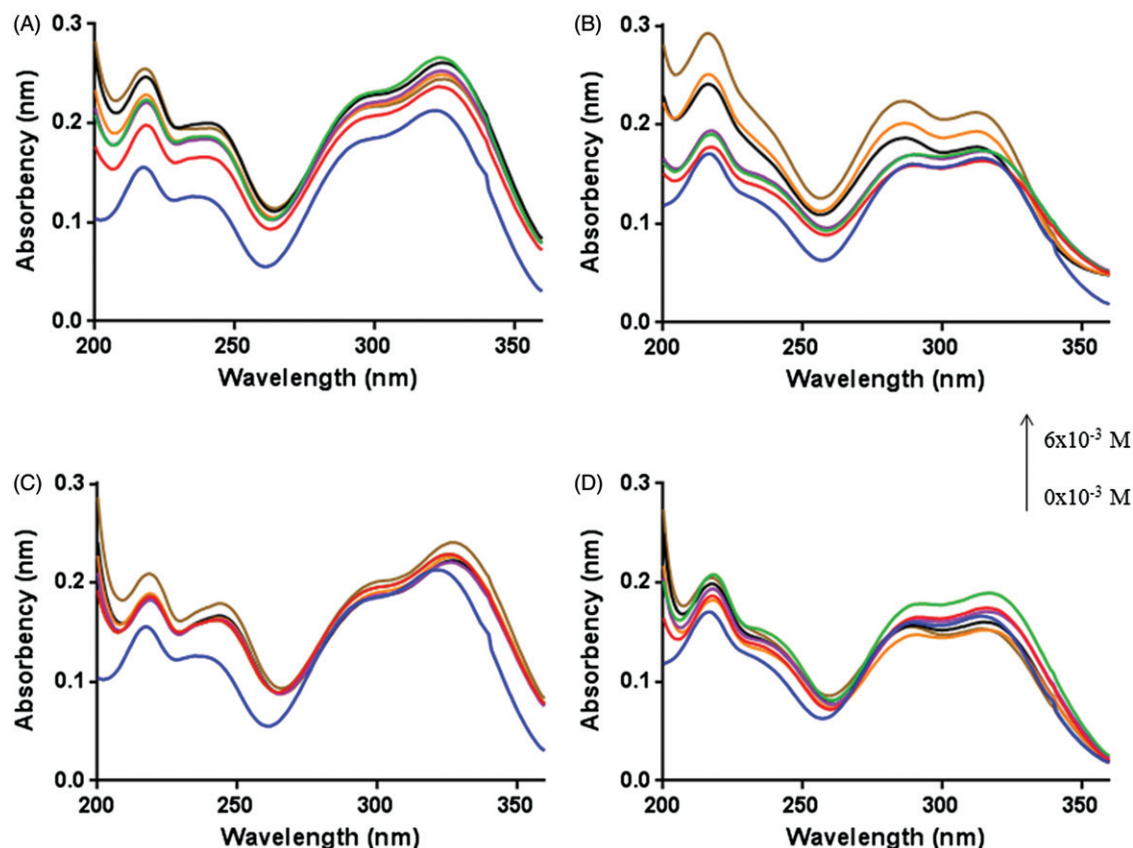 (A)
0.3
0.2
0.1
0.0
Absorbency (nm)
200 250 300 350
Wavelength (nm)
(B)
0.3
0.2
0.1
0.0
Absorbency (nm)
200 250 300 350
Wavelength (nm)
6x10⁻³ M
0x10⁻³ M
(C)
0.3
0.2
0.1
0.0
Absorbency (nm)
200 250 300 350
Wavelength (nm)
(D)
0.3
0.2
0.1
0.0
Absorbency (nm)
200 250 300 350
Wavelength (nm)